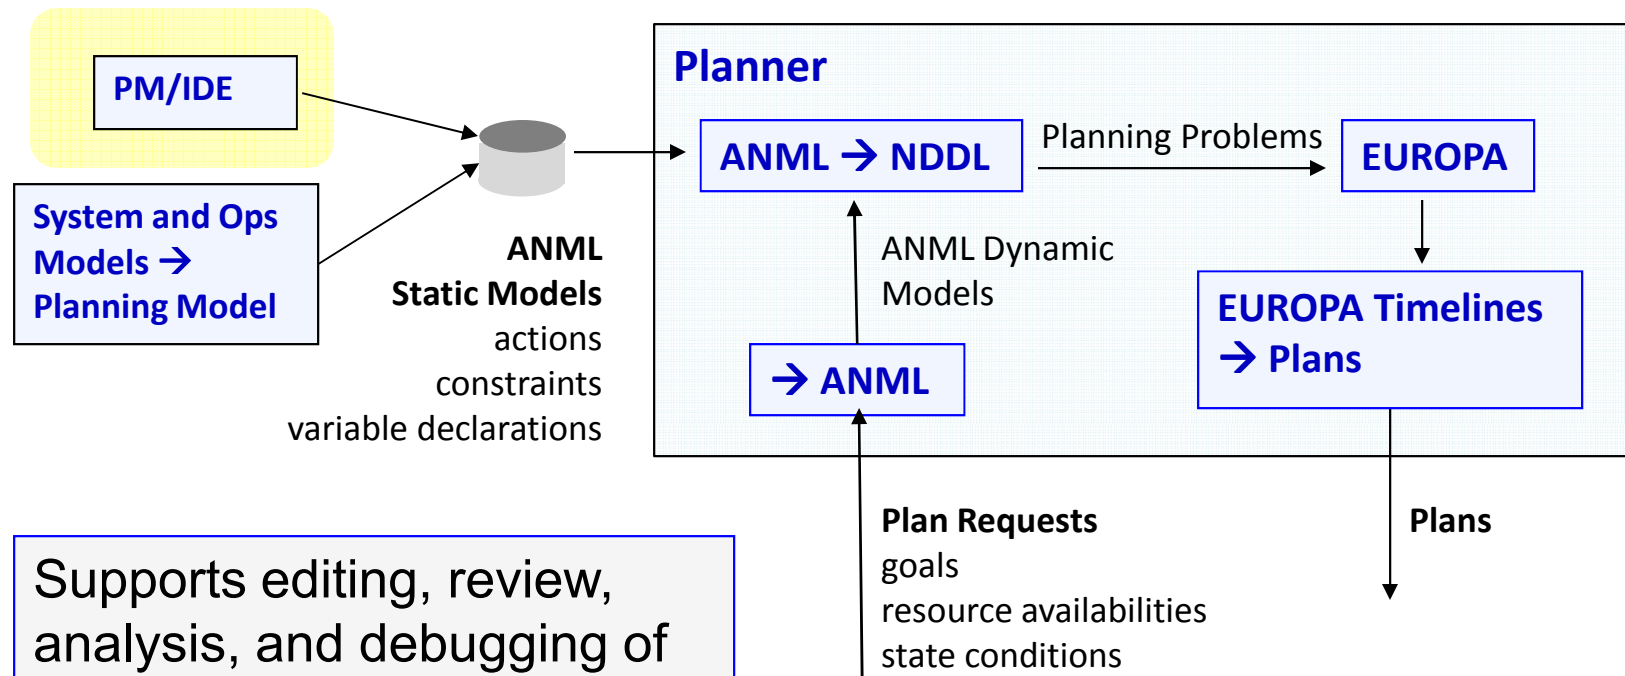 PM/IDE
System and Ops
Models →
Planning Model
ANML
Static Models
actions
constraints
variable declarations
Planner
ANML → NDDL
Planning Problems
EUROPA
ANML Dynamic
Models
→ ANML
EUROPA Timelines
→ Plans
Plan Requests
goals
resource availabilities
state conditions
Plans
Supports editing, review,
analysis, and debugging of